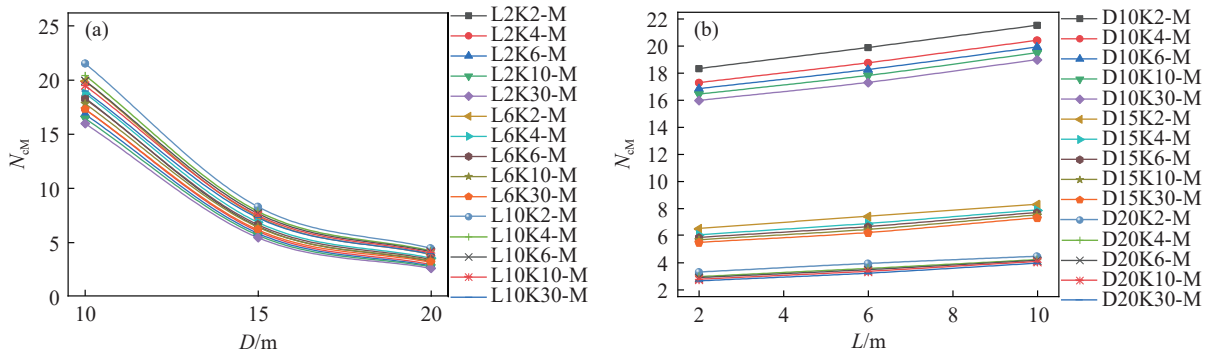 (a)
N_cM
25
20
15
10
5
0
10
15
20
D/m
L2K2-M
L2K4-M
L2K6-M
L2K10-M
L2K30-M
L6K2-M
L6K4-M
L6K6-M
L6K10-M
L6K30-M
L10K2-M
L10K4-M
L10K6-M
L10K10-M
L10K30-M
(b)
N_cM
22
20
18
16
14
12
10
8
6
4
2
2
4
6
8
10
L/m
D10K2-M
D10K4-M
D10K6-M
D10K10-M
D10K30-M
D15K2-M
D15K4-M
D15K6-M
D15K10-M
D15K30-M
D20K2-M
D20K4-M
D20K6-M
D20K10-M
D20K30-M